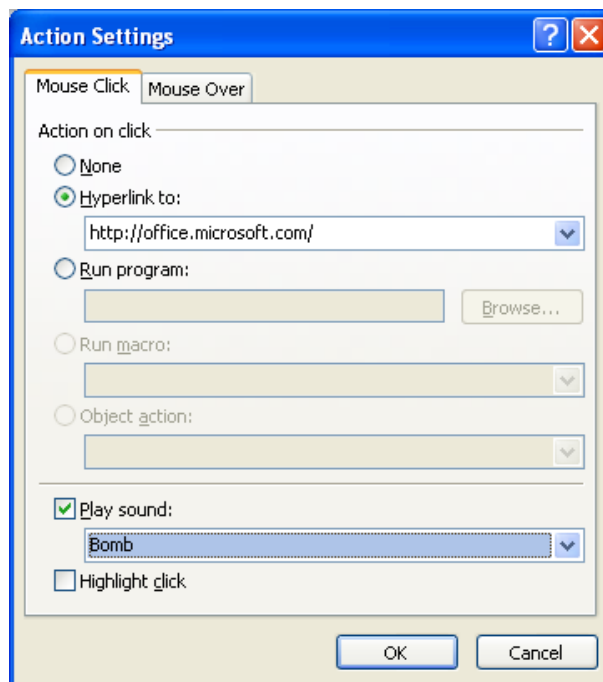 Action Settings
Mouse Click Mouse Over
Action on click
None
Hyperlink to:
http://office.microsoft.com/
Run program:
Browse...
Run macro:
Object action:
Play sound:
Bomb
Highlight click
OK Cancel